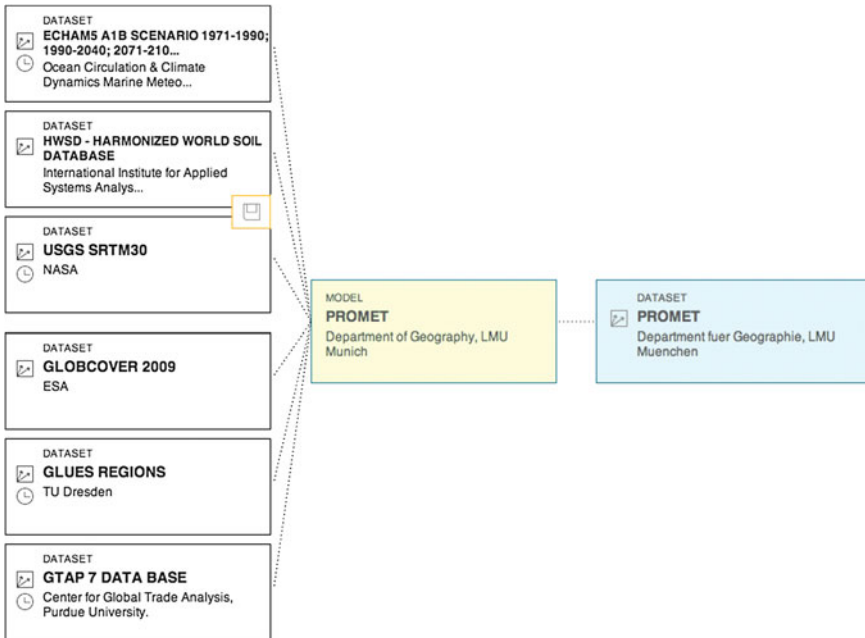 DATASET
ECHAM5 A1B SCENARIO 1971-1990;
1990-2040; 2071-210...
Ocean Circulation & Climate
Dynamics Marine Meteo...
DATASET
HWSD - HARMONIZED WORLD SOIL
DATABASE
International Institute for Applied
Systems Analys...
DATASET
USGS SRTM30
NASA
DATASET
GLOBCOVER 2009
ESA
DATASET
GLUES REGIONS
TU Dresden
DATASET
GTAP 7 DATA BASE
Center for Global Trade Analysis,
Purdue University.
MODEL
PROMET
Department of Geography, LMU
Munich
DATASET
PROMET
Department fuer Geographie, LMU
Muenchen